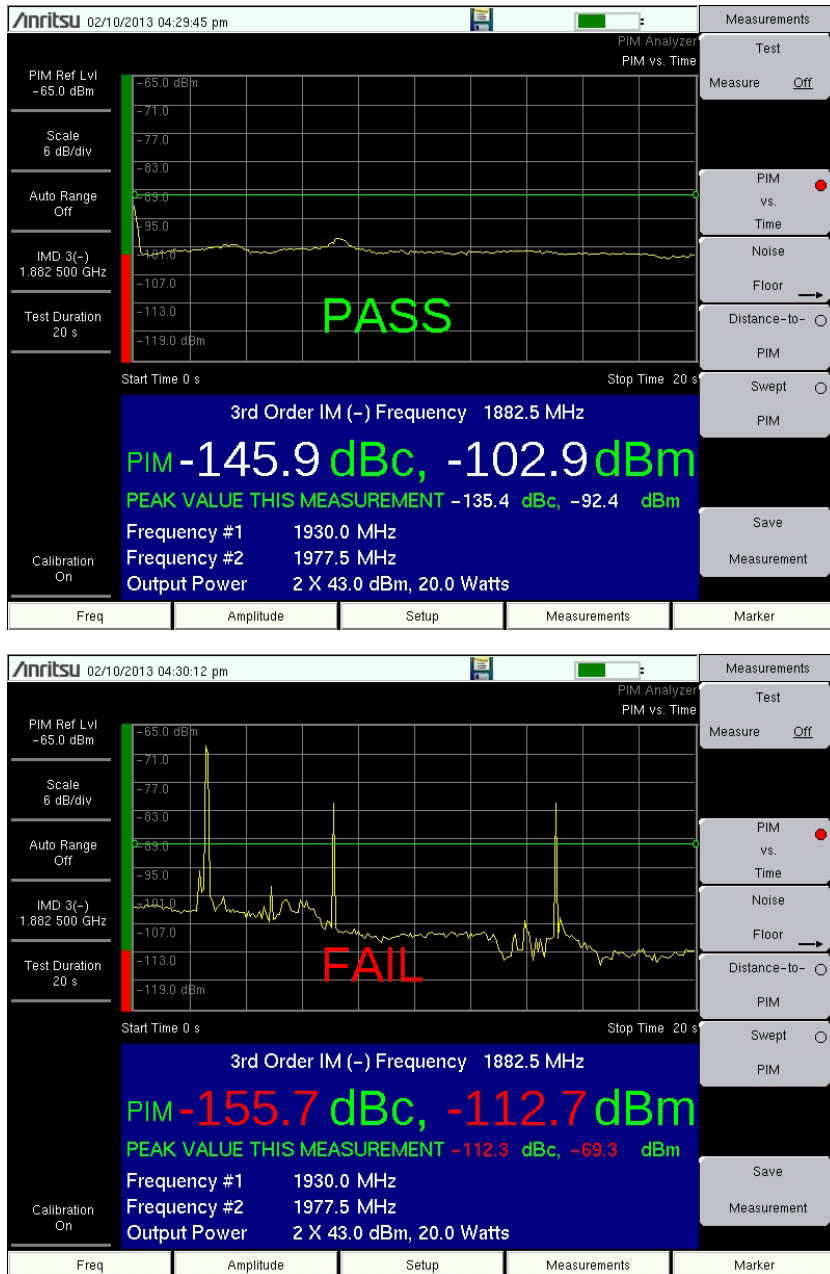 Anritsu 02/10/2013 04:29:45 pm
Measurements
PIM Analyzer
PIM vs. Time
Test
Measure Off
PIM Ref Lvl
-65.0 dBm
Scale
6 dB/div
Auto Range
Off
IMD 3(-)
1.882 500 GHz
Test Duration
20 s
-65.0 dBm
-71.0
-77.0
-83.0
-89.0
-95.0
-101.0
-107.0
-113.0
-119.0 dBm
PASS
PIM
vs.
Time
Noise
Floor
Distance-to-
PIM
Swept
PIM
Start Time 0 s
Stop Time 20 s
3rd Order IM (-) Frequency 1882.5 MHz
PIM -145.9 dBc, -102.9 dBm
PEAK VALUE THIS MEASUREMENT -135.4 dBc, -92.4 dBm
Frequency #1 1930.0 MHz
Frequency #2 1977.5 MHz
Output Power 2 X 43.0 dBm, 20.0 Watts
Calibration
On
Save
Measurement
Freq
Amplitude
Setup
Measurements
Marker
Anritsu 02/10/2013 04:30:12 pm
Measurements
PIM Analyzer
PIM vs. Time
Test
Measure Off
PIM Ref Lvl
-65.0 dBm
Scale
6 dB/div
Auto Range
Off
IMD 3(-)
1.882 500 GHz
Test Duration
20 s
-65.0 dBm
-71.0
-77.0
-83.0
-89.0
-95.0
-101.0
-107.0
-113.0
-119.0 dBm
FAIL
PIM
vs.
Time
Noise
Floor
Distance-to-
PIM
Swept
PIM
Start Time 0 s
Stop Time 20 s
3rd Order IM (-) Frequency 1882.5 MHz
PIM -155.7 dBc, -112.7 dBm
PEAK VALUE THIS MEASUREMENT -112.3 dBc, -69.3 dBm
Frequency #1 1930.0 MHz
Frequency #2 1977.5 MHz
Output Power 2 X 43.0 dBm, 20.0 Watts
Calibration
On
Save
Measurement
Freq
Amplitude
Setup
Measurements
Marker